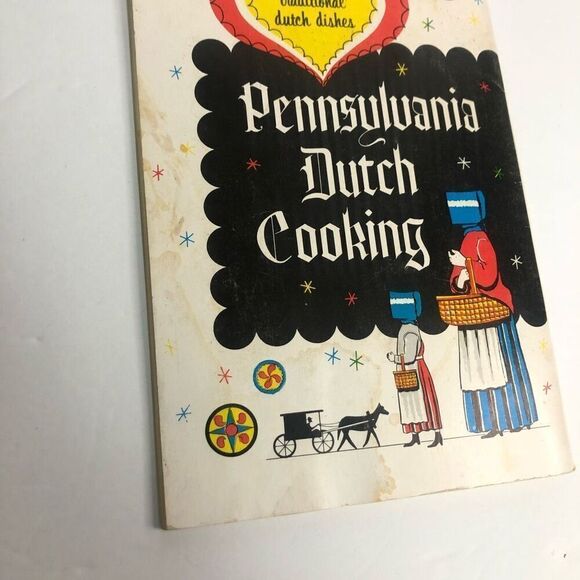 traditional
dutch dishes
Pennsylvania
Dutch
Cooking